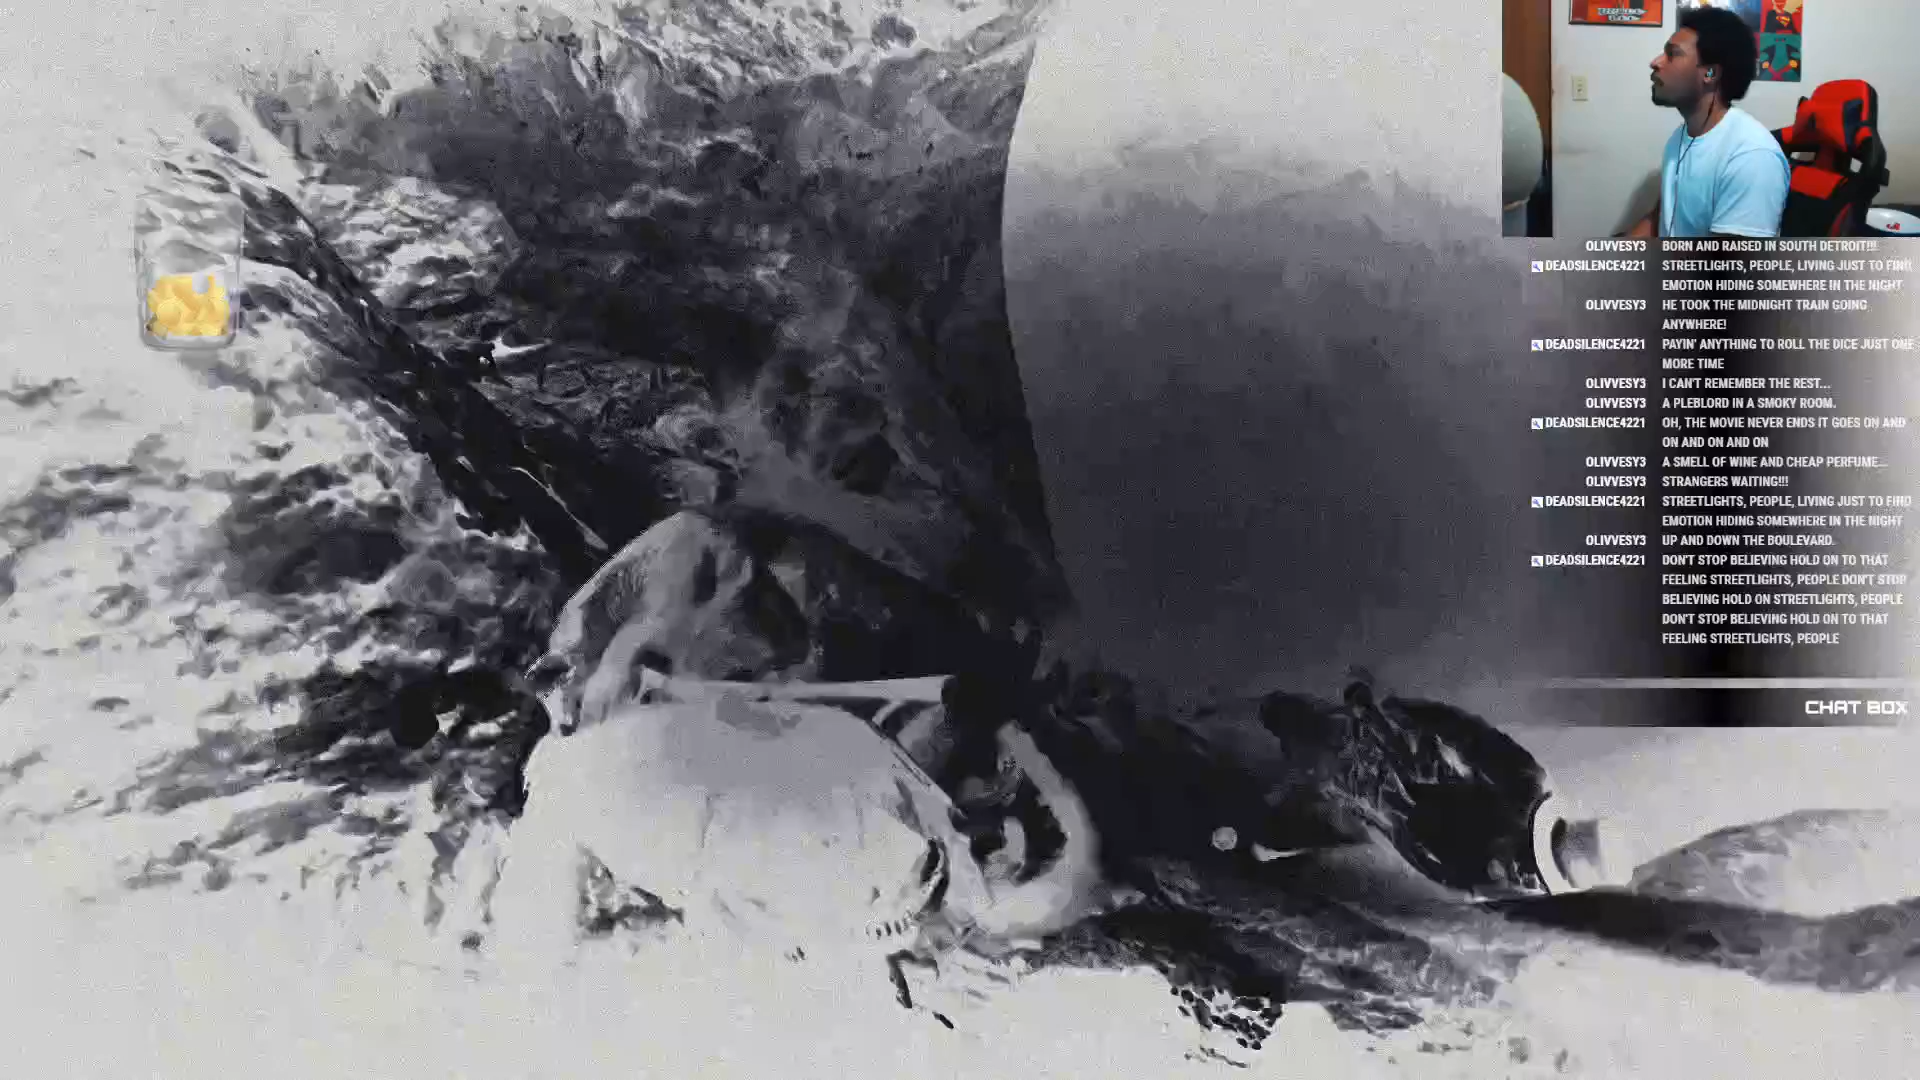 OLIVVESY3 BORN AND RAISED IN SOUTH DETROIT!!!
DEADSILENCE4221 STREETLIGHTS, PEOPLE, LIVING JUST TO FIND
EMOTION HIDING SOMEWHERE IN THE NIGHT
OLIVVESY3 HE TOOK THE MIDNIGHT TRAIN GOING
ANYWHERE!
DEADSILENCE4221 PAYIN' ANYTHING TO ROLL THE DICE JUST ONE
MORE TIME
OLIVVESY3 I CAN'T REMEMBER THE REST...
OLIVVESY3 A PLEBLORD IN A SMOKY ROOM.
DEADSILENCE4221 OH, THE MOVIE NEVER ENDS IT GOES ON AND
ON AND ON AND ON
OLIVVESY3 A SMELL OF WINE AND CHEAP PERFUME...
OLIVVESY3 STRANGERS WAITING!!!
DEADSILENCE4221 STREETLIGHTS, PEOPLE, LIVING JUST TO FIND
EMOTION HIDING SOMEWHERE IN THE NIGHT
OLIVVESY3 UP AND DOWN THE BOULEVARD.
DEADSILENCE4221 DON'T STOP BELIEVING HOLD ON TO THAT
FEELING STREETLIGHTS, PEOPLE DON'T STOP
BELIEVING HOLD ON STREETLIGHTS, PEOPLE
DON'T STOP BELIEVING HOLD ON TO THAT
FEELING STREETLIGHTS, PEOPLE
CHAT BOX